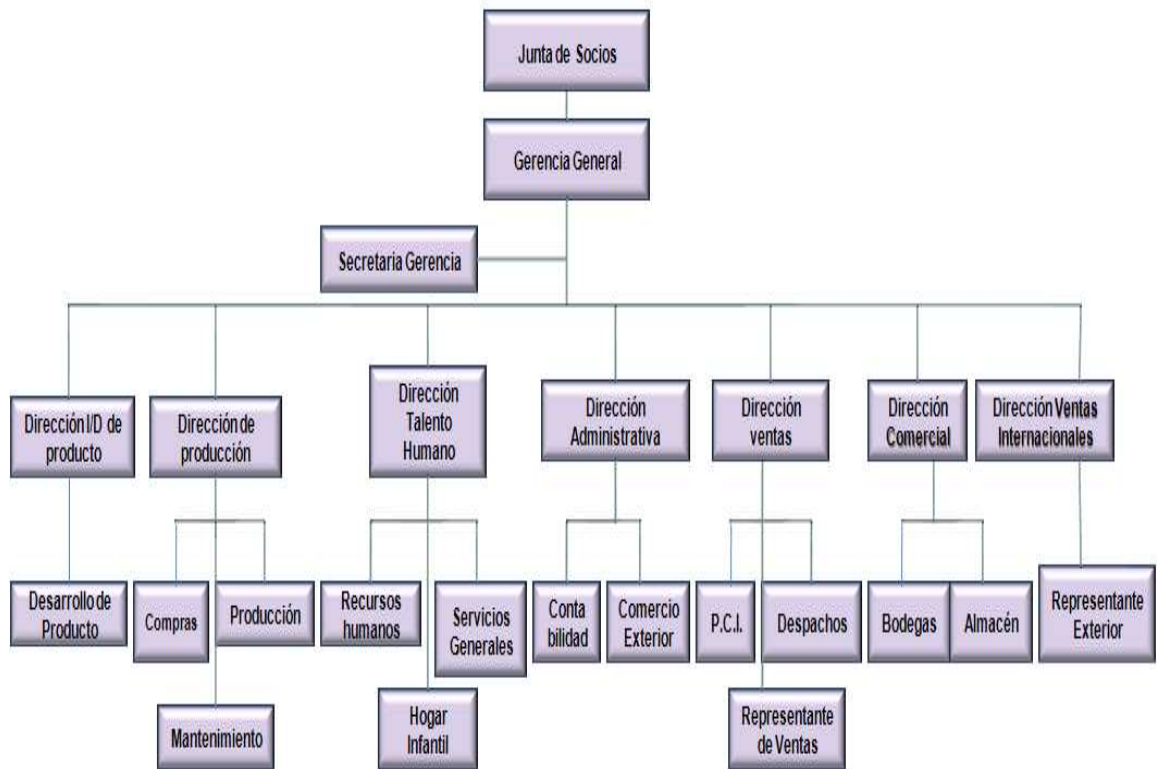 Junta de Socios
Gerencia General
Secretaria Gerencia
Dirección I/D de
producto
Dirección de
producción
Dirección
Talento
Humano
Dirección
Administrativa
Dirección
ventas
Dirección
Comercial
Dirección Ventas
Internacionales
Desarrollo de
Producto
Compras
Producción
Recursos
humanos
Servicios
Generales
Conta
bilidad
Comercio
Exterior
P.C.I.
Despachos
Bodegas
Almacén
Representante
Exterior
Mantenimiento
Hogar
Infantil
Representante
de Ventas